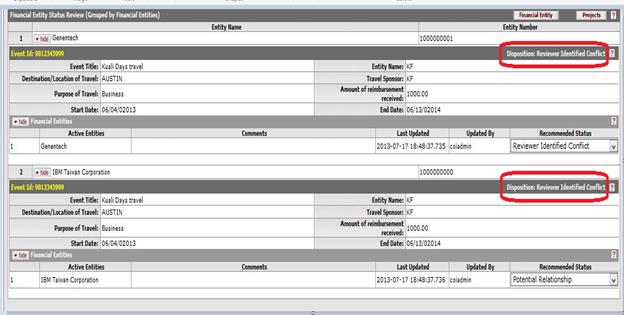 Financial Entity Status Review (Grouped by Financial Entities) Financial Entity Projects ?
Entity Name Entity Number
1 hide Genentech 1000000001
Event Id: 9812345999 Disposition: Reviewer Identified Conflict ?
Event Title: Kuali Days travel Entity Name: KF
Destination/Location of Travel: AUSTIN Travel Sponsor: KF
Purpose of Travel: Business Amount of reimbursement received: 1000.00
Start Date: 06/04/02013 End Date: 06/13/02014
hide Financial Entities ?
Active Entities Comments Last Updated Updated By Recommended Status
1 Genentech 2013-07-17 18:48:37.735 coiadmin Reviewer Identified Conflict
2 hide IBM Taiwan Corporation 1000000000
Event Id: 9812345999 Disposition: Reviewer Identified Conflict ?
Event Title: Kuali Days travel Entity Name: KF
Destination/Location of Travel: AUSTIN Travel Sponsor: KF
Purpose of Travel: Business Amount of reimbursement received: 1000.00
Start Date: 06/04/02013 End Date: 06/13/02014
hide Financial Entities ?
Active Entities Comments Last Updated Updated By Recommended Status
1 IBM Taiwan Corporation 2013-07-17 18:48:37.736 coiadmin Potential Relationship